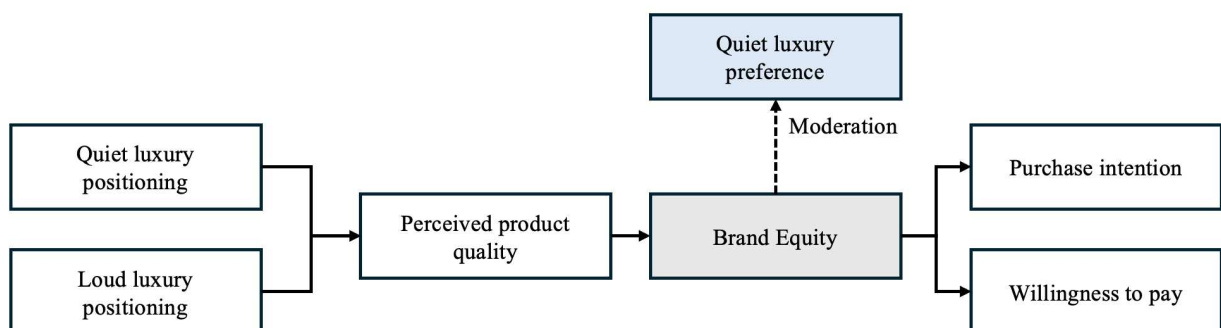 Quiet luxury
preference
Moderation
Quiet luxury
positioning
Purchase intention
Perceived product
quality
Brand Equity
Loud luxury
positioning
Willingness to pay